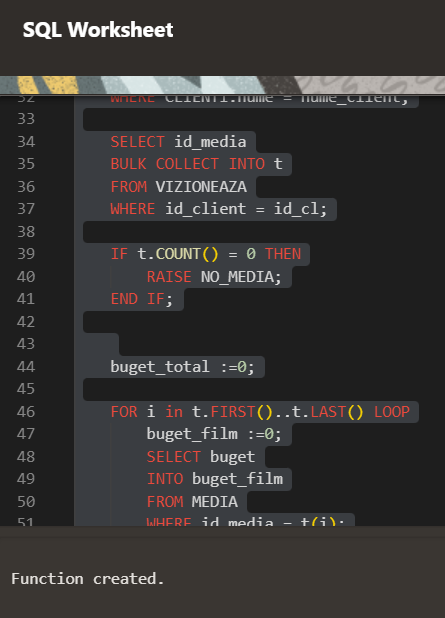 SQL Worksheet
32 WHERE CLIENTI.nume = nume_client;
33
34 SELECT id_media
35 BULK COLLECT INTO t
36 FROM VIZIONEAZA
37 WHERE id_client = id_cl;
38
39 IF t.COUNT() = 0 THEN
40 RAISE NO_MEDIA;
41 END IF;
42
43
44 buget_total :=0;
45
46 FOR i in t.FIRST()..t.LAST() LOOP
47 buget_film :=0;
48 SELECT buget
49 INTO buget_film
50 FROM MEDIA
51 WHERE id_media = t(i);
Function created.